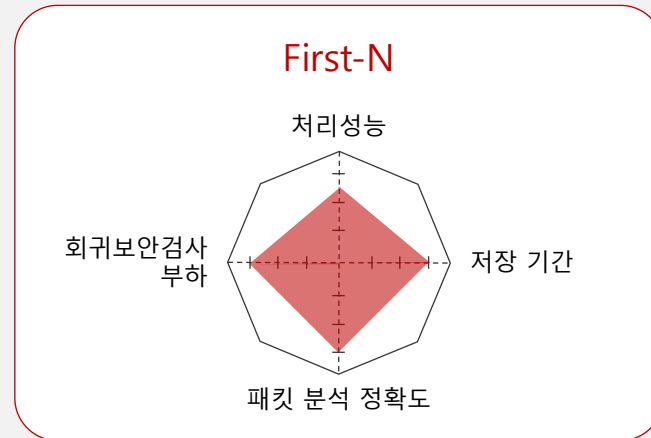 First-N
처리성능
회귀보안검사
부하
저장 기간
패킷 분석 정확도